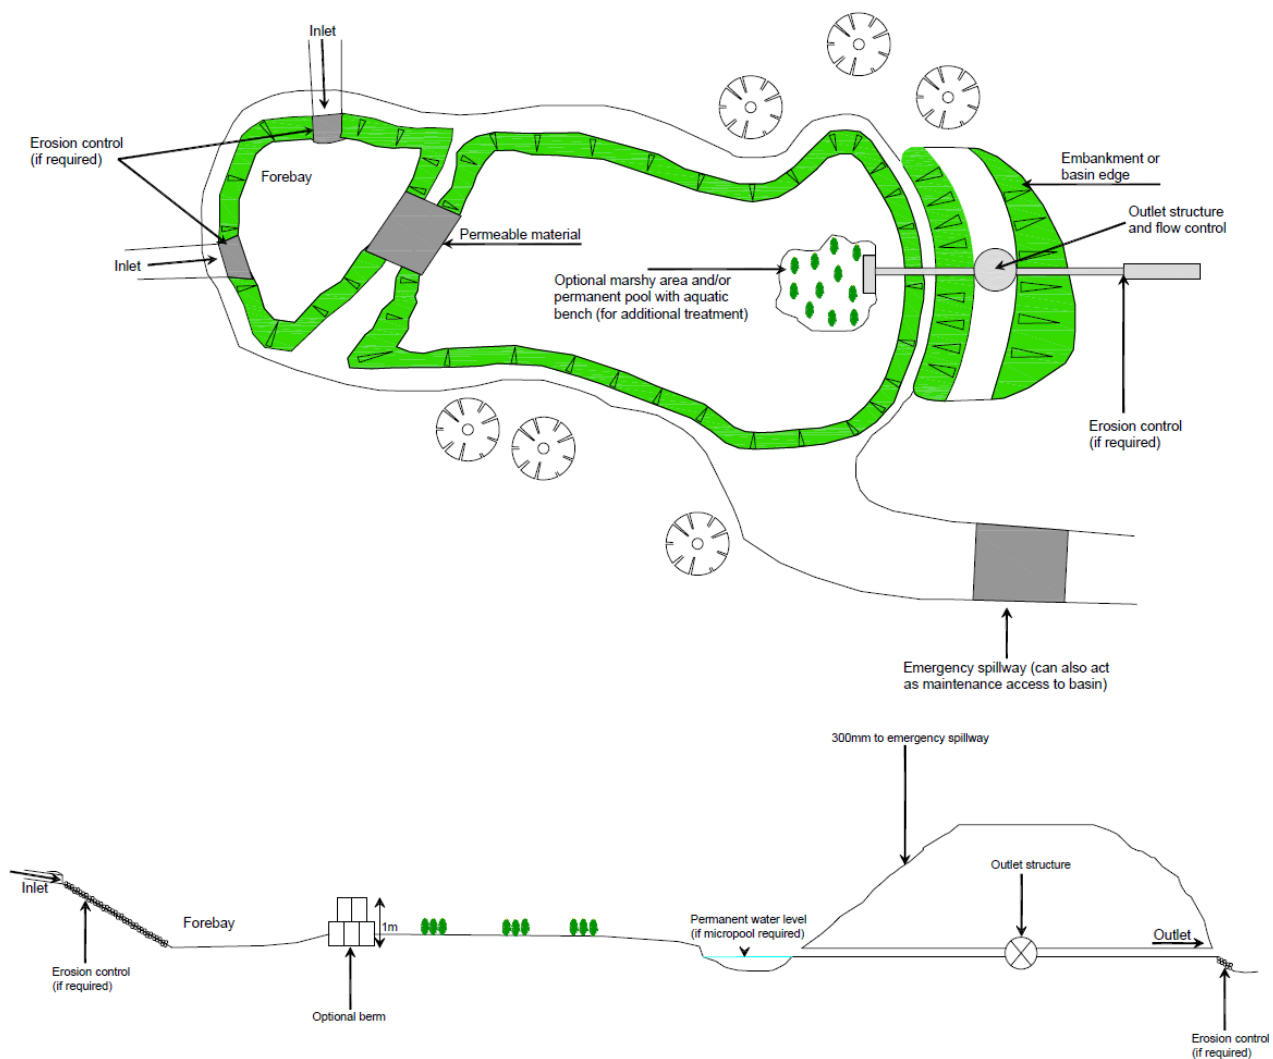 Inlet
Erosion control
(if required)
Forebay
Inlet
Permeable material
Optional marshy area and/or
permanent pool with aquatic
bench (for additional treatment)
Embankment or
basin edge
Outlet structure
and flow control
Erosion control
(if required)
Emergency spillway (can also act
as maintenance access to basin)
300mm to emergency spillway
Inlet
Forebay
1m
Erosion control
(if required)
Optional berm
Permanent water level
(if micropool required)
Outlet structure
Outlet
Erosion control
(if required)